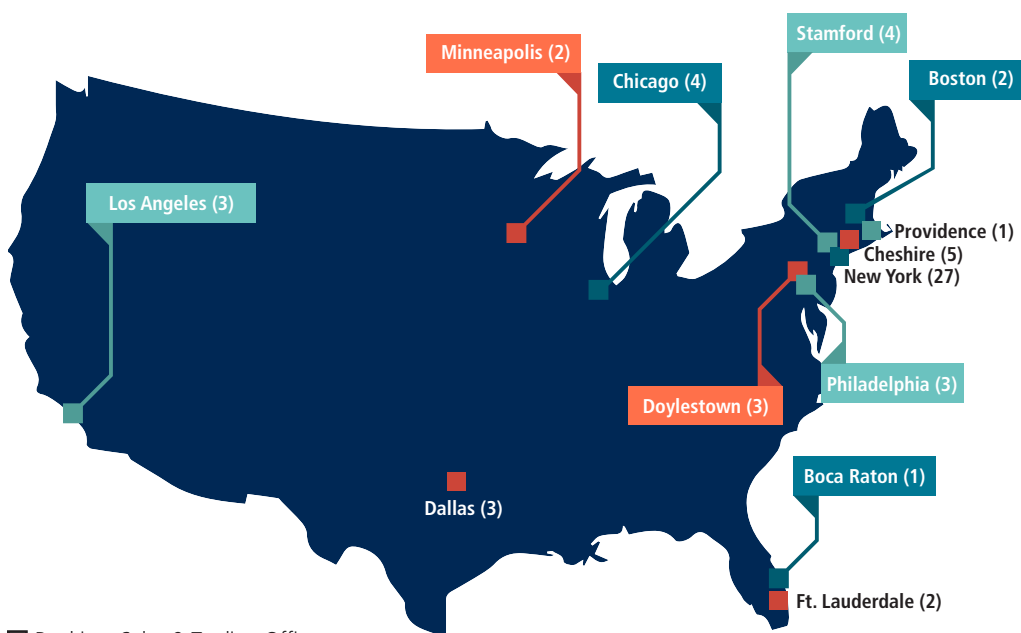 Stamford (4)
Minneapolis (2)
Boston (2)
Chicago (4)
Los Angeles (3)
Providence (1)
Cheshire (5)
New York (27)
Philadelphia (3)
Doylestown (3)
Boca Raton (1)
Dallas (3)
Ft. Lauderdale (2)